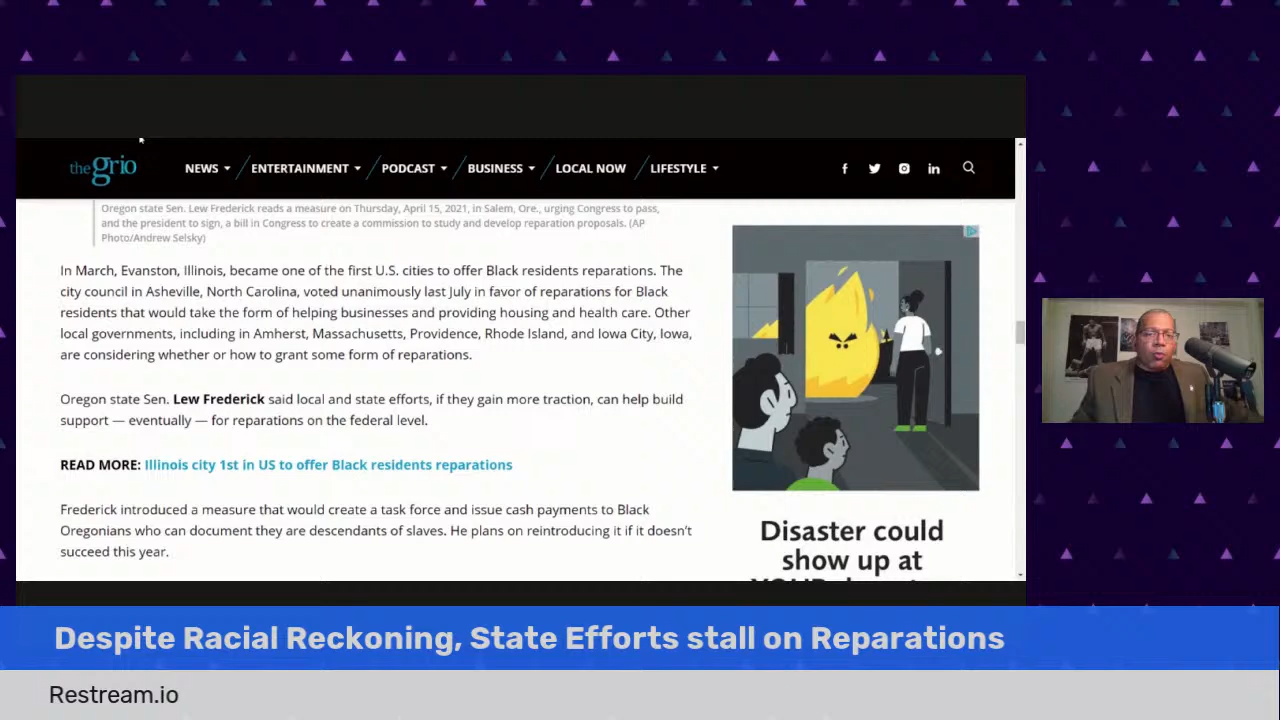 the grio
NEWS
ENTERTAINMENT
PODCAST
BUSINESS
LOCAL NOW
LIFESTYLE
Oregon state Sen. Lew Frederick reads a measure on Thursday, April 15, 2021, in Salem, Ore., urging Congress to pass,
and the president to sign, a bill in Congress to create a commission to study and develop reparation proposals. (AP
Photo/Andrew Selsky)
In March, Evanston, Illinois, became one of the first U.S. cities to offer Black residents reparations. The
city council in Asheville, North Carolina, voted unanimously last July in favor of reparations for Black
residents that would take the form of helping businesses and providing housing and health care. Other
local governments, including in Amherst, Massachusetts, Providence, Rhode Island, and Iowa City, Iowa,
are considering whether or how to grant some form of reparations.
Oregon state Sen. Lew Frederick said local and state efforts, if they gain more traction, can help build
support — eventually — for reparations on the federal level.
READ MORE: Illinois city 1st in US to offer Black residents reparations
Frederick introduced a measure that would create a task force and issue cash payments to Black
Oregonians who can document they are descendants of slaves. He plans on reintroducing it if it doesn't
succeed this year.
Disaster could
show up at
YOUR
Despite Racial Reckoning, State Efforts stall on Reparations
Restream.io